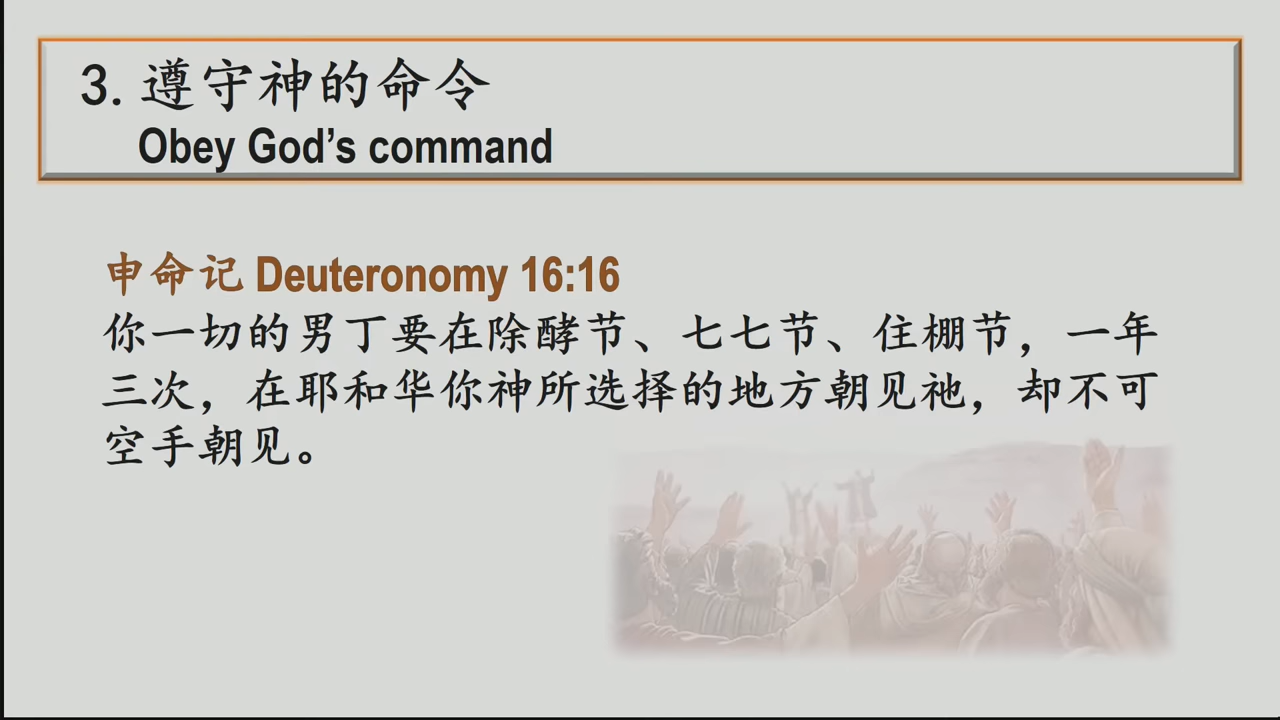 3. 遵守神的命令
Obey God's command
申命记 Deuteronomy 16:16
你一切的男丁要在除酵节、七七节、住棚节，一年
三次，在耶和华你神所选择的地方朝见祂，却不可
空手朝见。